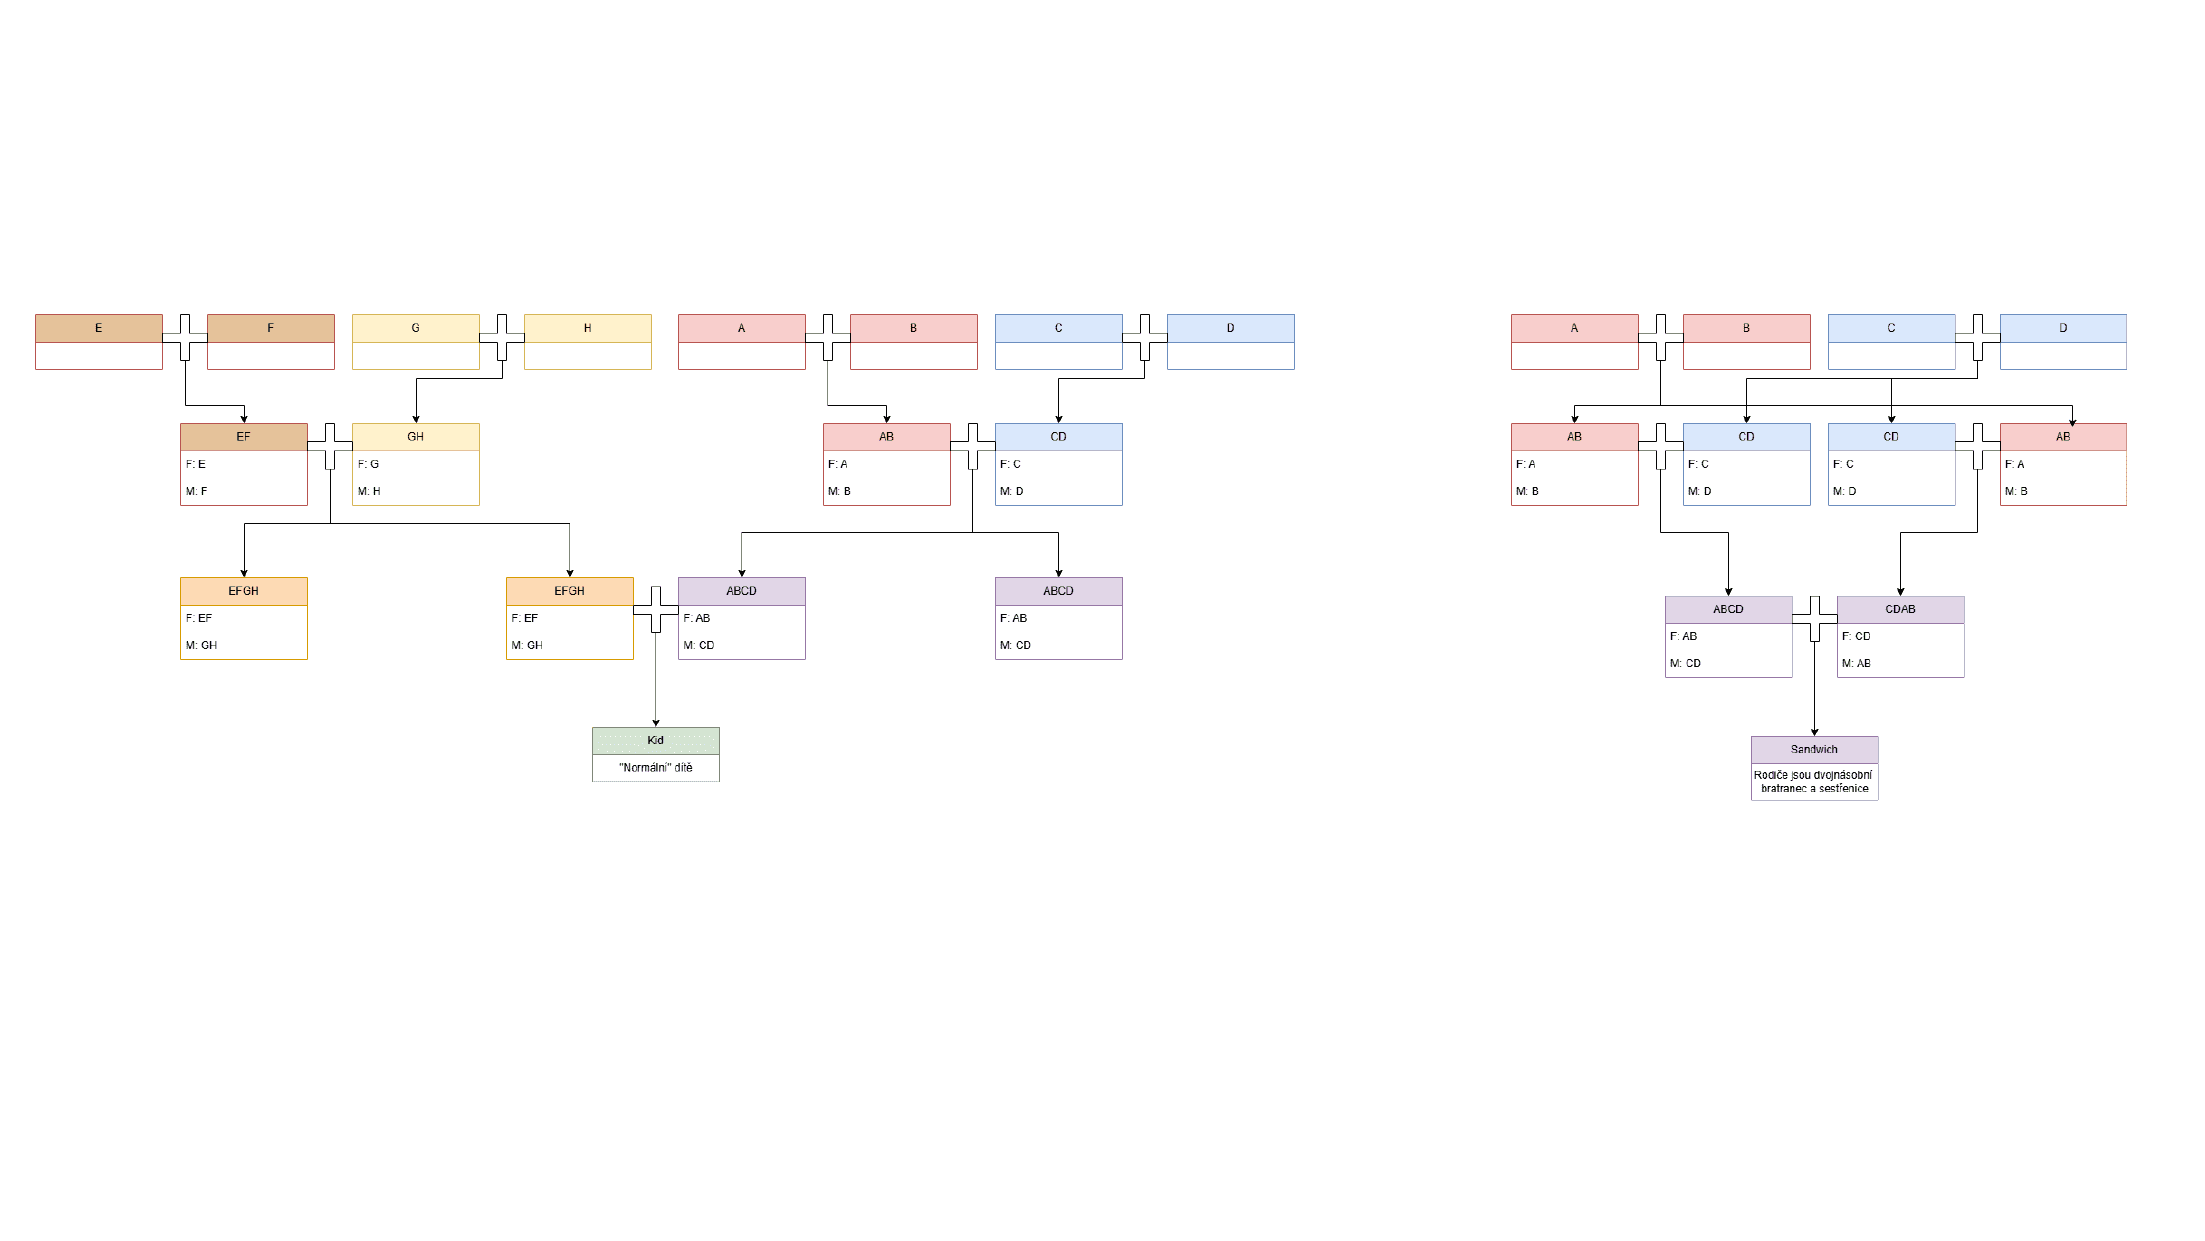 E F G H A B C D
A B C D
EF GH AB CD
F: E F: G F: A F: C
M: F M: H M: B M: D
AB CD CD AB
F: A F: C F: C F: A
M: B M: D M: D M: B
EFGH EFGH ABCD ABCD
F: EF F: EF F: AB F: AB
M: GH M: GH M: CD M: CD
ABCD CDAB
F: AB F: CD
M: CD M: AB
Kid
"Normální" dítě
Sandwich
Rodiče jsou dvojnásobní
bratranec a sestřenice